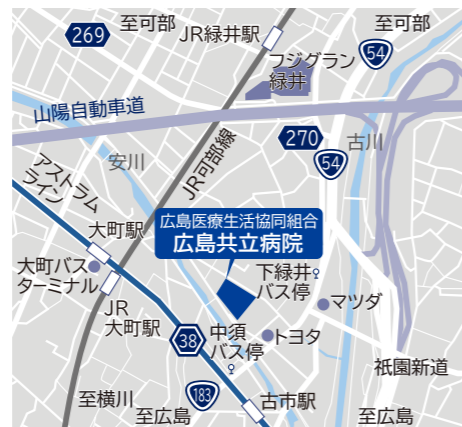 至可部
至可部
269
JR緑井駅
54
フジグラン
緑井
山陽自動車道
270
古川
54
安川
JR可部線
アストラム
ライン
大町駅
広島医療生活協同組合
広島共立病院
大町バス
ターミナル
下緑井
バス停
マツダ
JR
大町駅
38
中須
バス停
トヨタ
祇園新道
183
至横川
至広島
古市駅
至広島